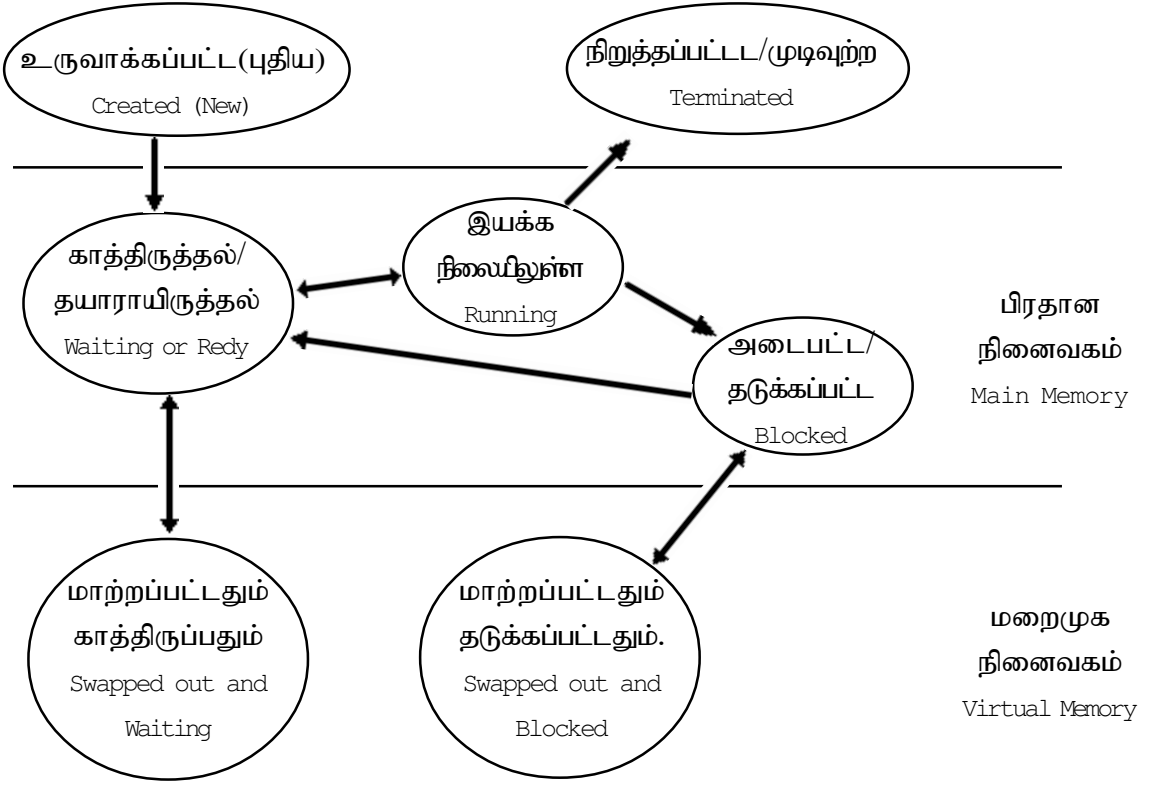 உருவாக்கப்பட்ட(புதிய)
Created (New)
நிறுத்தப்பட்டட/முடிவுற்ற
Terminated
காத்திருத்தல்/
தயாராயிருத்தல்
Waiting or Redy
இயக்க
நிலையிலுள்ள
Running
அடைபட்ட/
தடுக்கப்பட்ட
Blocked
பிரதான
நினைவகம்
Main Memory
மாற்றப்பட்டதும்
காத்திருப்பதும்
Swapped out and
Waiting
மாற்றப்பட்டதும்
தடுக்கப்பட்டதும்.
Swapped out and
Blocked
மறைமுக
நினைவகம்
Virtual Memory